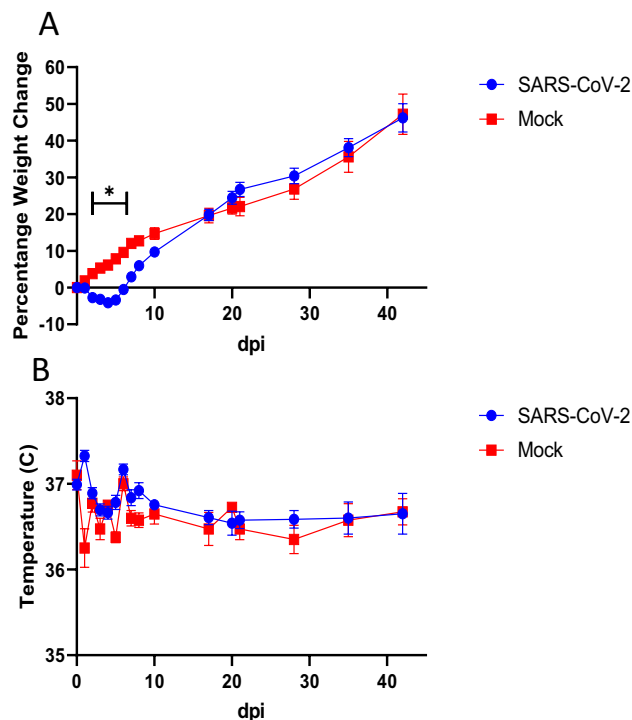 A
Percentange Weight Change
60
50
40
30
20
10
0
-10
*
10
20
30
40
dpi
SARS-CoV-2
Mock
B
Temperature (C)
38
37
36
35
0
10
20
30
40
dpi
SARS-CoV-2
Mock